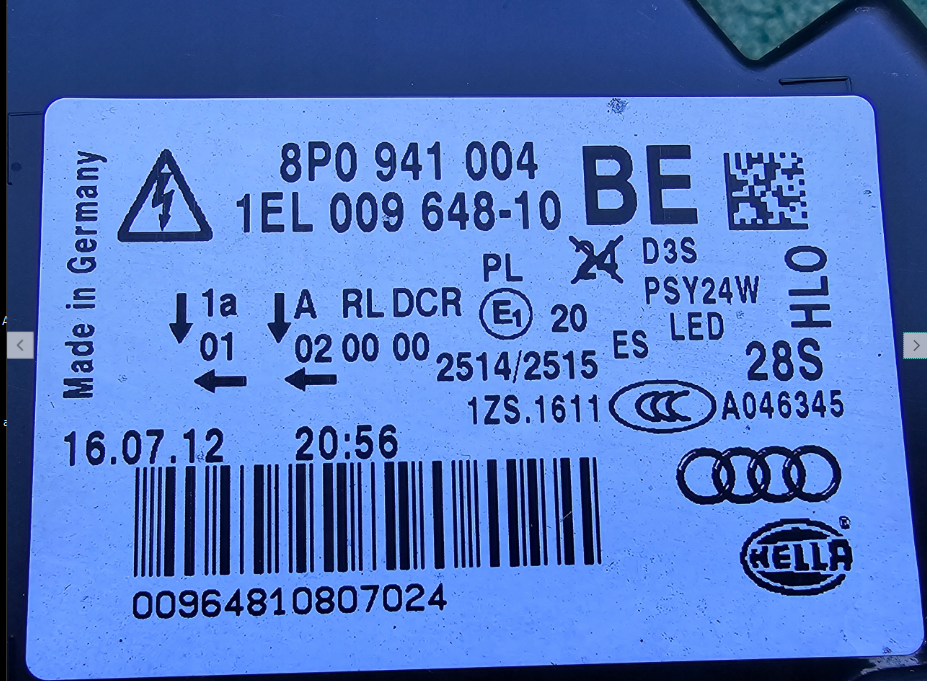 Made in Germany
8P0 941 004
1EL 009 648-10
BE
PL
24
D3S
PSY24W
LED
HLO
1a
A
RL DCR
E1
20
01
02 00 00
2514/2515
ES
28S
1ZS.1611
CCC
A046345
16.07.12 20:56
00964810807024
HELLA
®